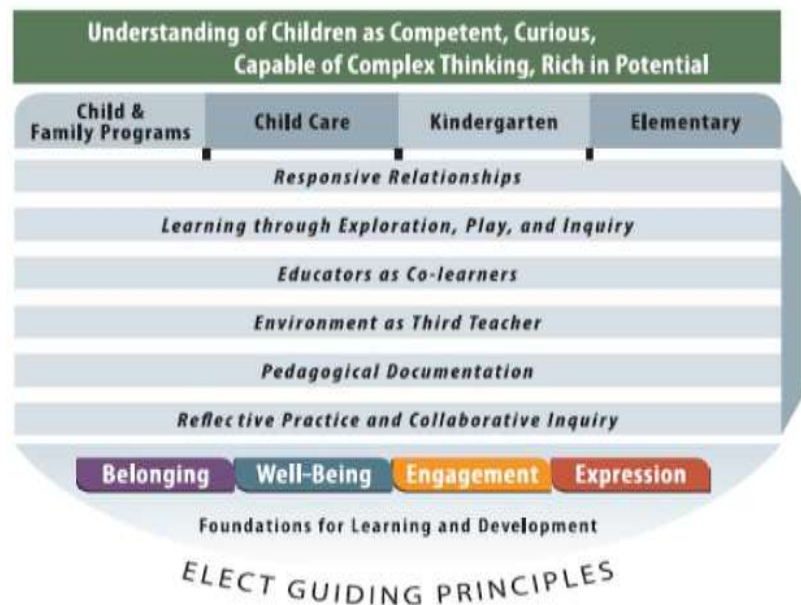 Understanding of Children as Competent, Curious,
Capable of Complex Thinking, Rich in Potential
Child &
Family Programs
Child Care
Kindergarten
Elementary
Responsive Relationships
Learning through Exploration, Play, and Inquiry
Educators as Co-learners
Environment as Third Teacher
Pedagogical Documentation
Reflective Practice and Collaborative Inquiry
Belonging
Well-Being
Engagement
Expression
Foundations for Learning and Development
ELECT GUIDING PRINCIPLES